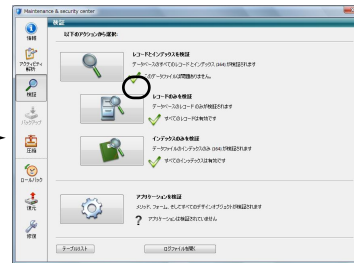 Maintenance & security center
検証
情報
以下のアクションから選択:
レコードとインデックスを検証
データベースのすべてのレコードとインデックス (364) が検証されます
このデータファイルは問題ありません。
アクティビティ
解析
検証
レコードのみを検証
データベースのレコードのみが検証されます
すべてのレコードは有効です
バックアップ
インデックスのみを検証
データファイルのインデックスのみ (364) が検証されます
すべてのインデックスは有効です
圧縮
ロールバック
アプリケーションを検証
メソッド、フォーム、そしてすべてのデザインオブジェクトが検証されます
アプリケーションは検証されていません
復元
修復
テーブルリスト
ログファイルを開く